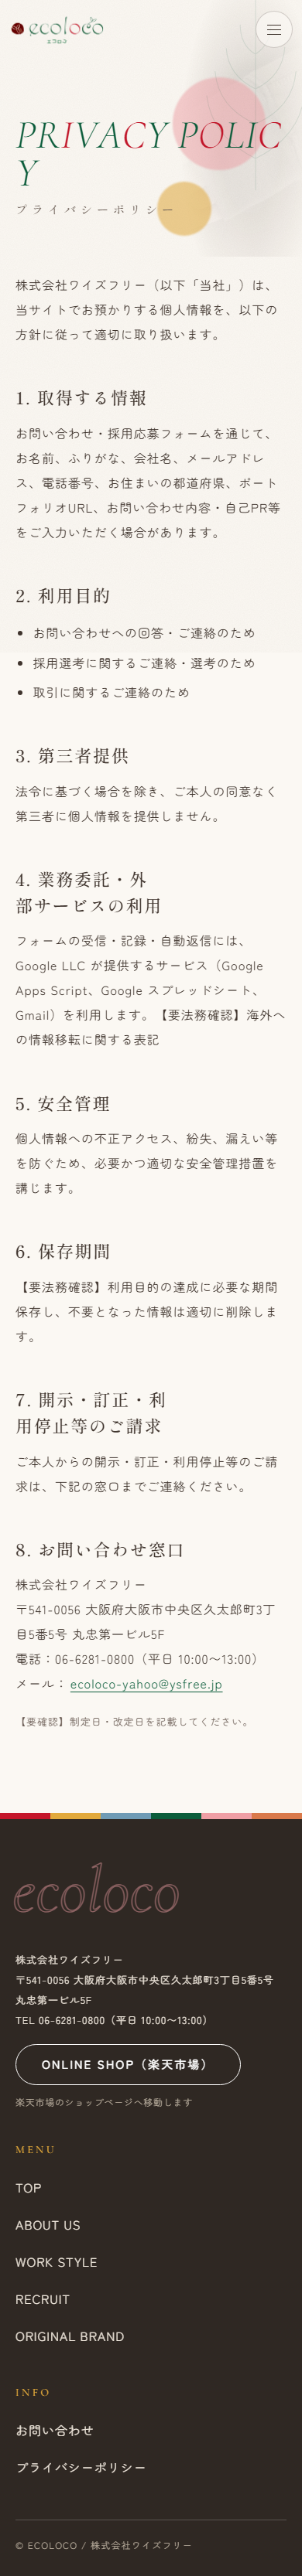 ecoloco
エコロコ
PRIVACY POLIC
Y
プライバシーポリシー
株式会社ワイズフリー（以下「当社」）は、
当サイトでお預かりする個人情報を、以下の
方針に従って適切に取り扱います。
1. 取得する情報
お問い合わせ・採用応募フォームを通じて、
お名前、ふりがな、会社名、メールアドレ
ス、電話番号、お住まいの都道府県、ポート
フォリオURL、お問い合わせ内容・自己PR等
をご入力いただく場合があります。
2. 利用目的
• お問い合わせへの回答・ご連絡のため
• 採用選考に関するご連絡・選考のため
• 取引に関するご連絡のため
3. 第三者提供
法令に基づく場合を除き、ご本人の同意なく
第三者に個人情報を提供しません。
4. 業務委託・外
部サービスの利用
フォームの受信・記録・自動返信には、
Google LLC が提供するサービス（Google
Apps Script、Google スプレッドシート、
Gmail）を利用します。【要法務確認】海外へ
の情報移転に関する表記
5. 安全管理
個人情報への不正アクセス、紛失、漏えい等
を防ぐため、必要かつ適切な安全管理措置を
講じます。
6. 保存期間
【要法務確認】利用目的の達成に必要な期間
保存し、不要となった情報は適切に削除しま
す。
7. 開示・訂正・利
用停止等のご請求
ご本人からの開示・訂正・利用停止等のご請
求は、下記の窓口までご連絡ください。
8. お問い合わせ窓口
株式会社ワイズフリー
〒541-0056 大阪府大阪市中央区久太郎町3丁
目5番5号 丸忠第一ビル5F
電話：06-6281-0800（平日 10:00〜13:00）
メール： ecoloco-yahoo@ysfree.jp
【要確認】制定日・改定日を記載してください。
ecoloco
株式会社ワイズフリー
〒541-0056 大阪府大阪市中央区久太郎町3丁目5番5号
丸忠第一ビル5F
TEL 06-6281-0800（平日 10:00〜13:00）
ONLINE SHOP（楽天市場）
楽天市場のショップページへ移動します
MENU
TOP
ABOUT US
WORK STYLE
RECRUIT
ORIGINAL BRAND
INFO
お問い合わせ
プライバシーポリシー
© ECOLOCO / 株式会社ワイズフリー